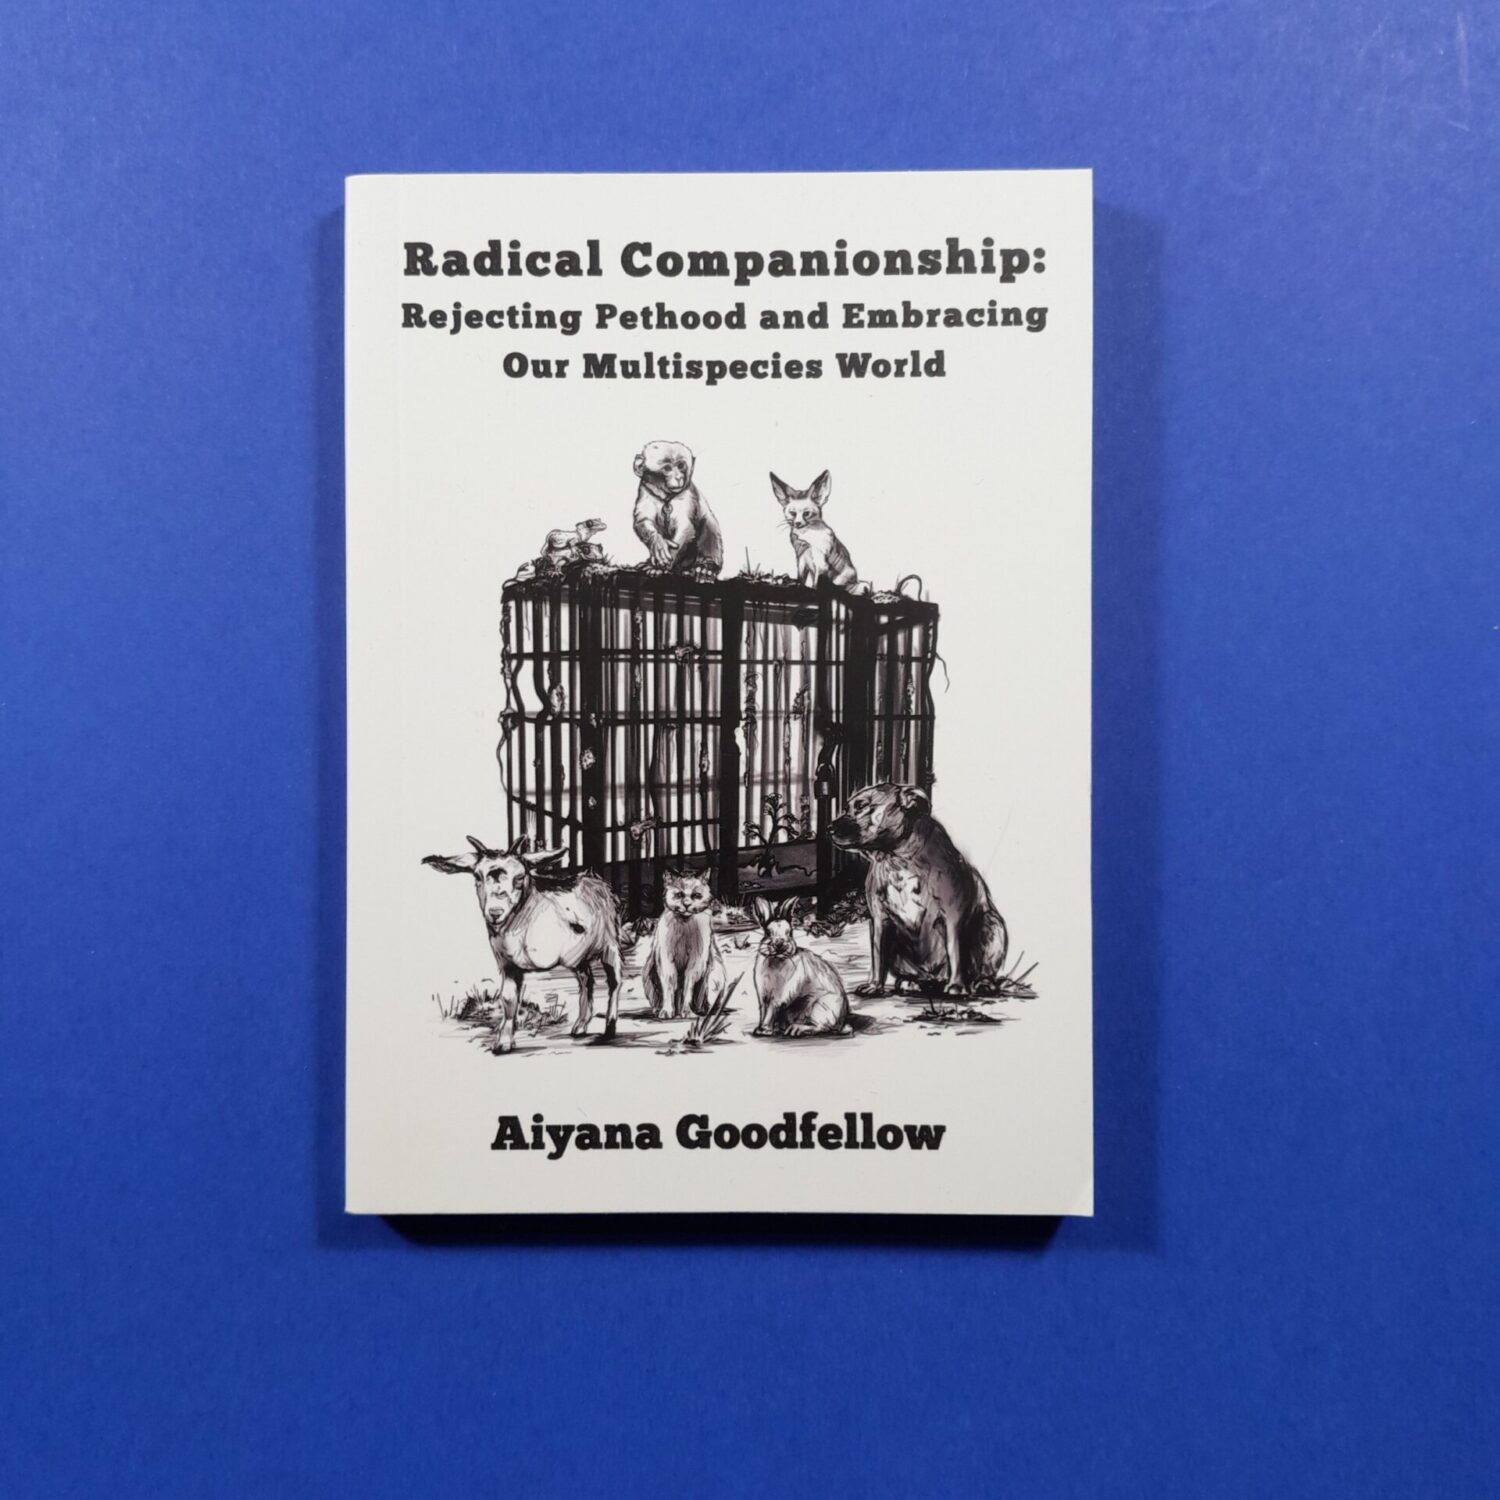 Radical Companionship:
Rejecting Pethood and Embracing
Our Multispecies World
Aiyana Goodfellow